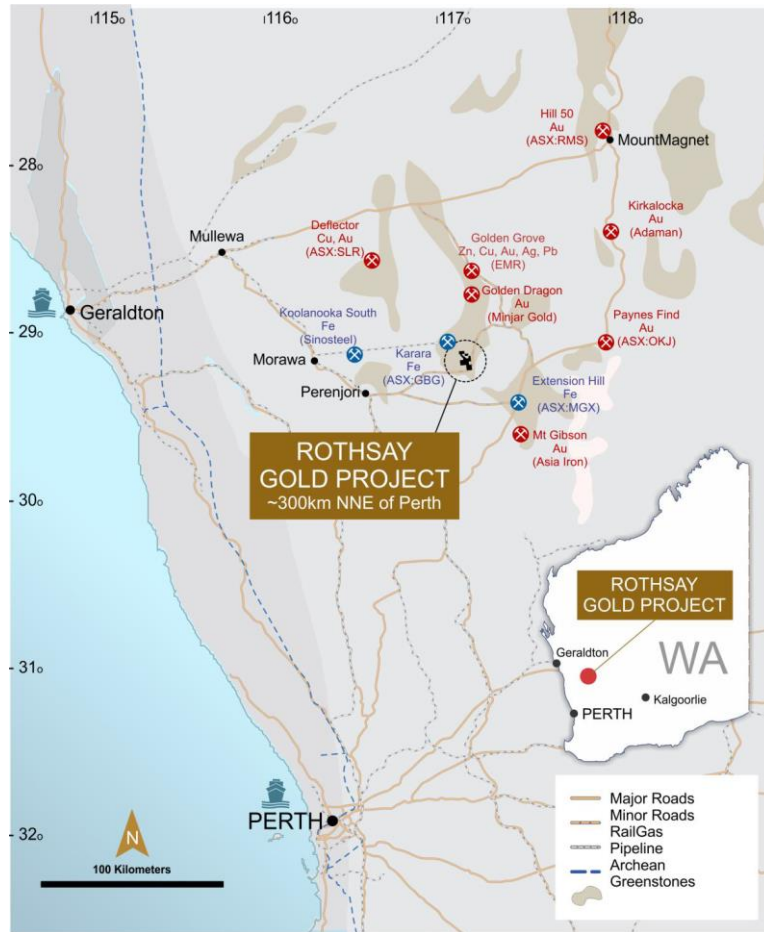 115o
116o
117o
118o
28o
29o
30o
31o
32o
Hill 50
Au
(ASX:RMS)
MountMagnet
Kirkalocka
Au
(Adaman)
Mullewa
Deflector
Cu, Au
(ASX:SLR)
Golden Grove
Zn, Cu, Au, Ag, Pb
(EMR)
Golden Dragon
Au
(Minjar Gold)
Geraldton
Koolanooka South
Fe
(Sinosteel)
Paynes Find
Au
(ASX:OKJ)
Morawa
Karara
Fe
(ASX:GBG)
Perenjori
Extension Hill
Fe
(ASX:MGX)
Mt Gibson
Au
(Asia Iron)
ROTHSAY
GOLD PROJECT
~300km NNE of Perth
ROTHSAY
GOLD PROJECT
Geraldton
WA
Kalgoorlie
PERTH
PERTH
N
100 Kilometers
Major Roads
Minor Roads
RailGas
Pipeline
Archean
Greenstones